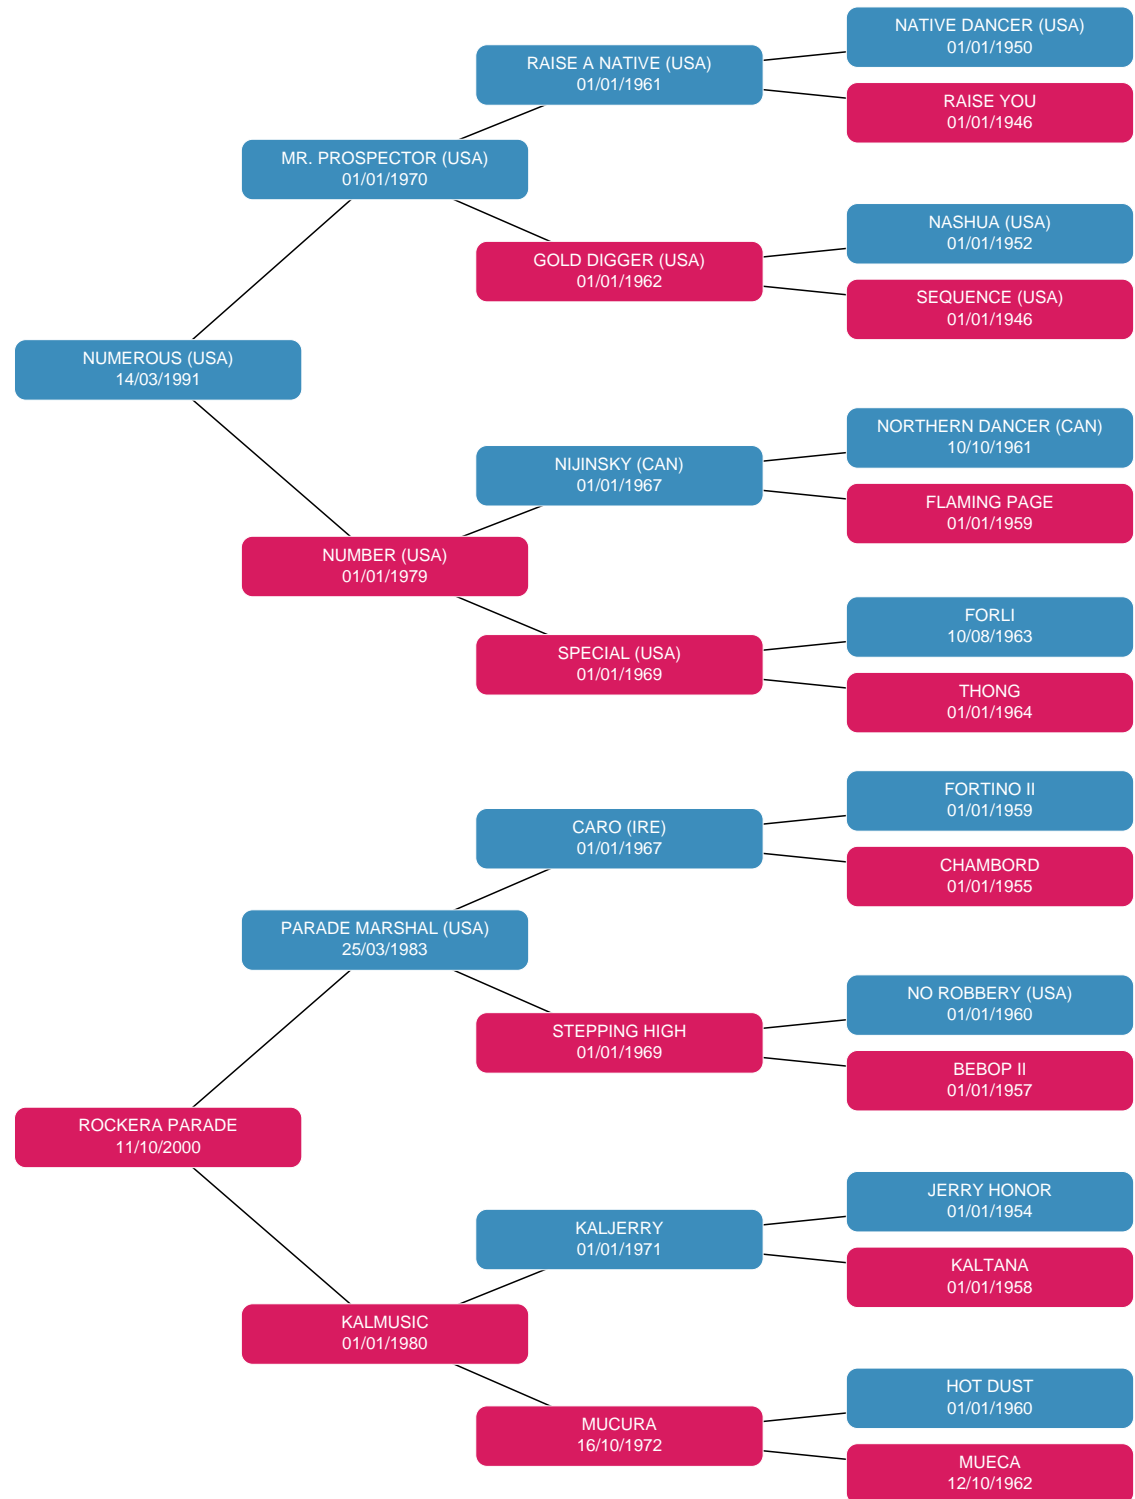 NATIVE DANCER (USA)
01/01/1950
RAISE A NATIVE (USA)
01/01/1961
RAISE YOU
01/01/1946
MR. PROSPECTOR (USA)
01/01/1970
NASHUA (USA)
01/01/1952
GOLD DIGGER (USA)
01/01/1962
SEQUENCE (USA)
01/01/1946
NUMEROUS (USA)
14/03/1991
NORTHERN DANCER (CAN)
10/10/1961
NIJINSKY (CAN)
01/01/1967
FLAMING PAGE
01/01/1959
NUMBER (USA)
01/01/1979
FORLI
10/08/1963
SPECIAL (USA)
01/01/1969
THONG
01/01/1964
FORTINO II
01/01/1959
CARO (IRE)
01/01/1967
CHAMBORD
01/01/1955
PARADE MARSHAL (USA)
25/03/1983
NO ROBBERY (USA)
01/01/1960
STEPPING HIGH
01/01/1969
BEBOP II
01/01/1957
ROCKERA PARADE
11/10/2000
JERRY HONOR
01/01/1954
KALJERRY
01/01/1971
KALTANA
01/01/1958
KALMUSIC
01/01/1980
HOT DUST
01/01/1960
MUCURA
16/10/1972
MUECA
12/10/1962